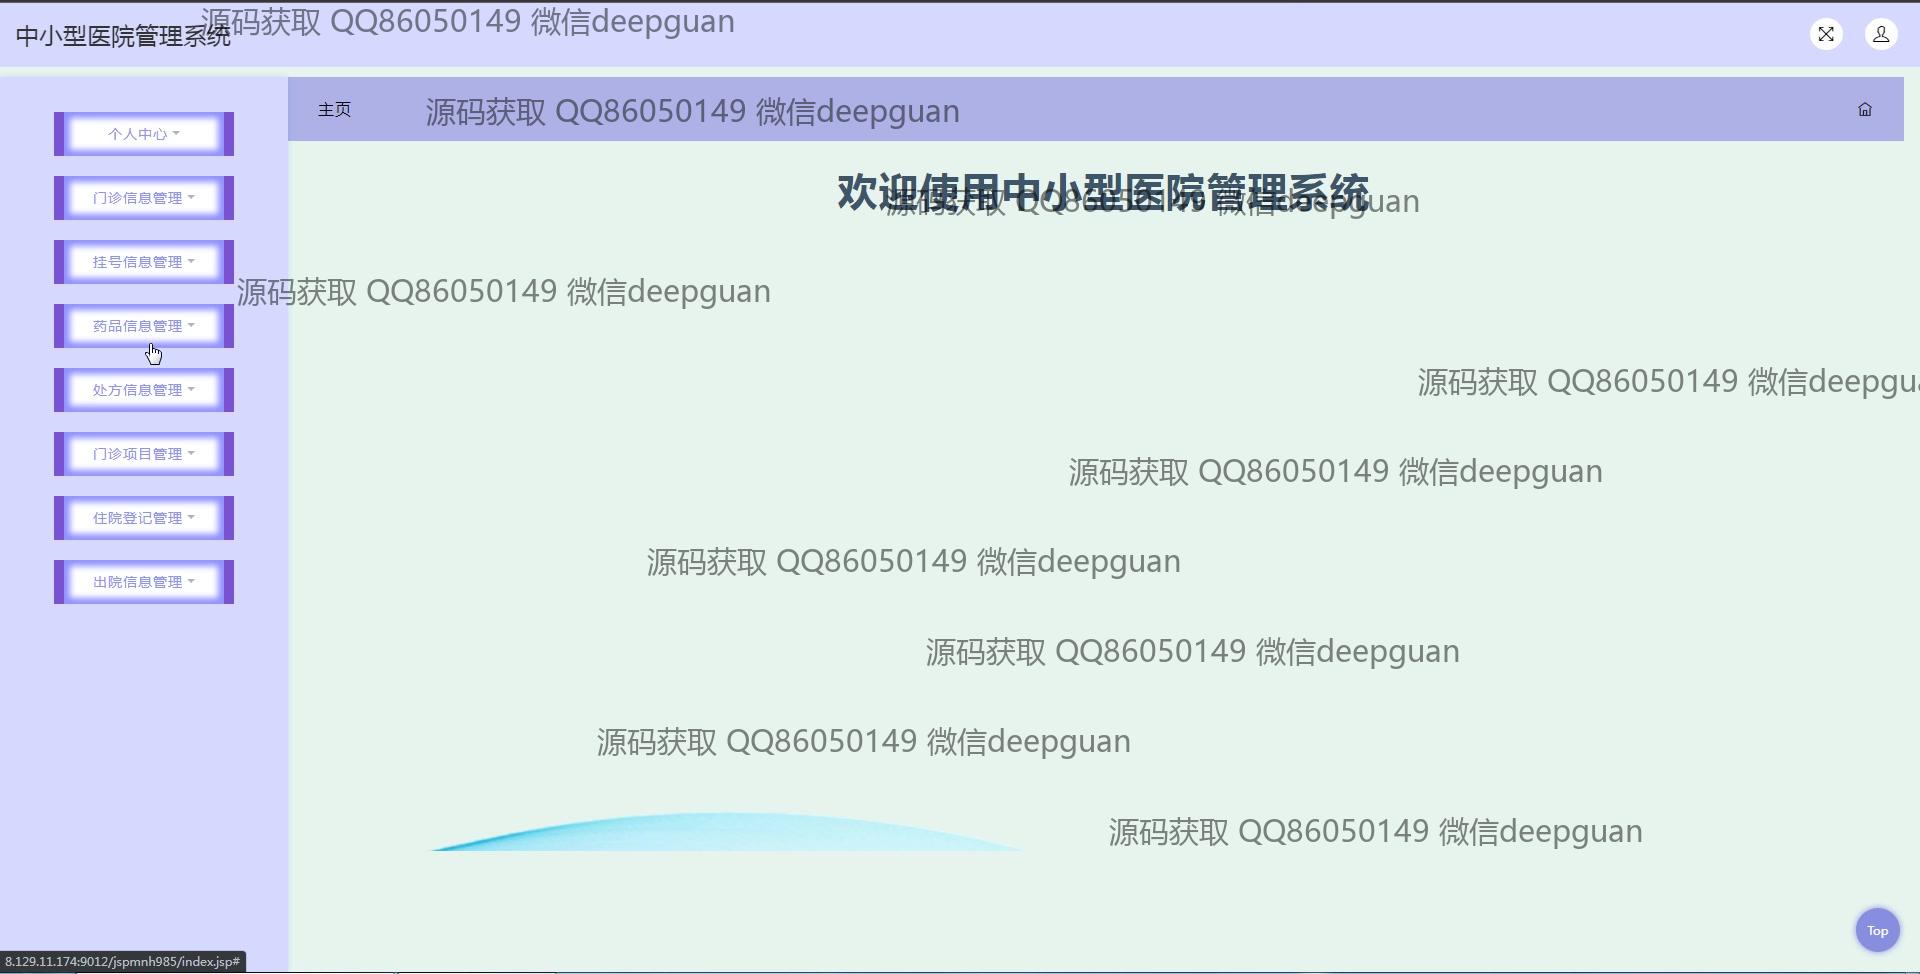 源码获取 QQ86050149 微信deepguan
中小型医院管理系统
主页
源码获取 QQ86050149 微信deepguan
个人中心
欢迎使用中小型医院管理系统
源码获取 QQ86050149 微信deepguan
门诊信息管理
挂号信息管理
源码获取 QQ86050149 微信deepguan
药品信息管理
源码获取 QQ86050149 微信deepgua
处方信息管理
门诊项目管理
源码获取 QQ86050149 微信deepguan
住院登记管理
源码获取 QQ86050149 微信deepguan
出院信息管理
源码获取 QQ86050149 微信deepguan
源码获取 QQ86050149 微信deepguan
源码获取 QQ86050149 微信deepguan
Top
8.129.11.174:9012/jspmnh985/index.jsp#